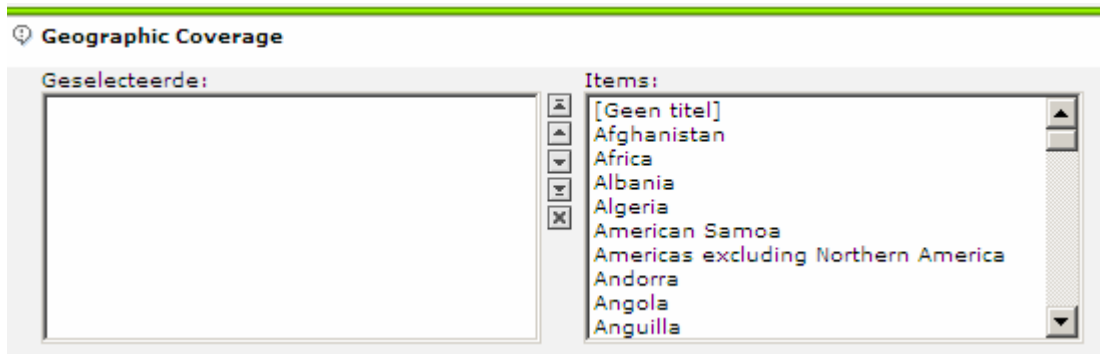 Geographic Coverage
Geselecteerde:
Items:
[Geen titel]
Afghanistan
Africa
Albania
Algeria
American Samoa
Americas excluding Northern America
Andorra
Angola
Anguilla